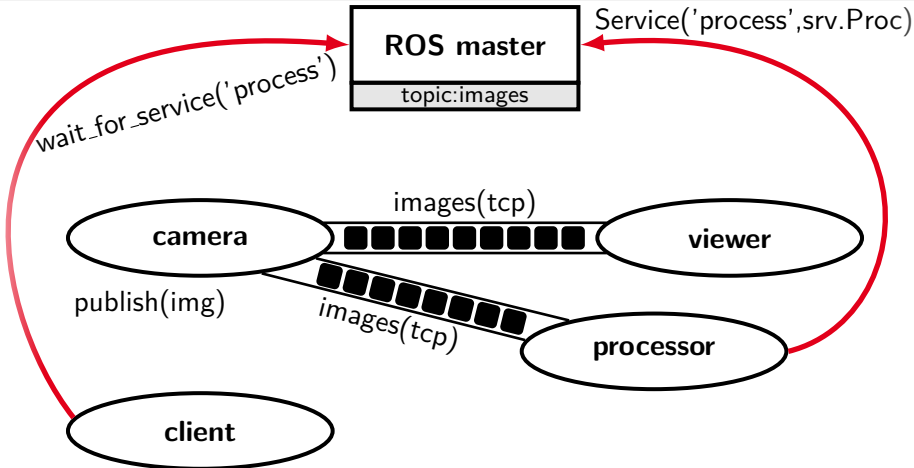 Service('process',srv.Proc)
ROS master
wait_for_service('process')
topic:images
images(tcp)
camera
viewer
publish(img)
images(tcp)
processor
client